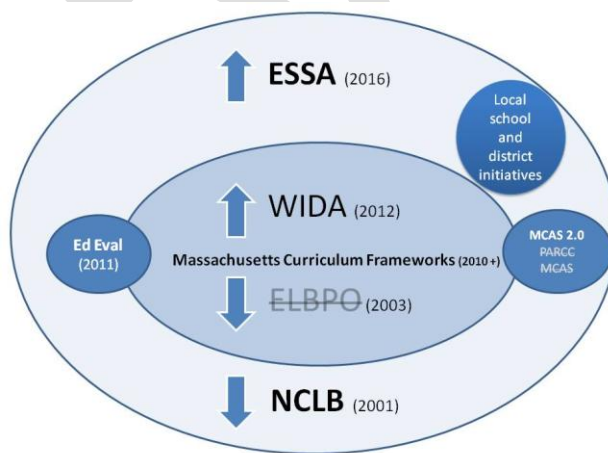 ESSA (2016)
Local
school
and
district
initiatives
WIDA (2012)
Ed Eval
(2011)
Massachusetts Curriculum Frameworks (2010 +)
MCAS 2.0
PARCC
MCAS
ELBPO (2003)
NCLB (2001)